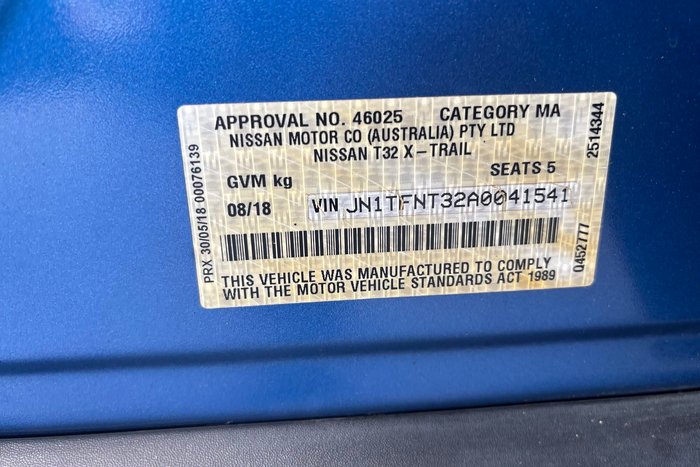 APPROVAL NO. 46025 CATEGORY MA
NISSAN MOTOR CO (AUSTRALIA) PTY LTD
NISSAN T32 X-TRAIL
GVM kg SEATS 5
08/18 VIN JN1TFNT32A0041541
THIS VEHICLE WAS MANUFACTURED TO COMPLY
WITH THE MOTOR VEHICLE STANDARDS ACT 1989
PRX 30/05/18 00076139
2514344
Q452777